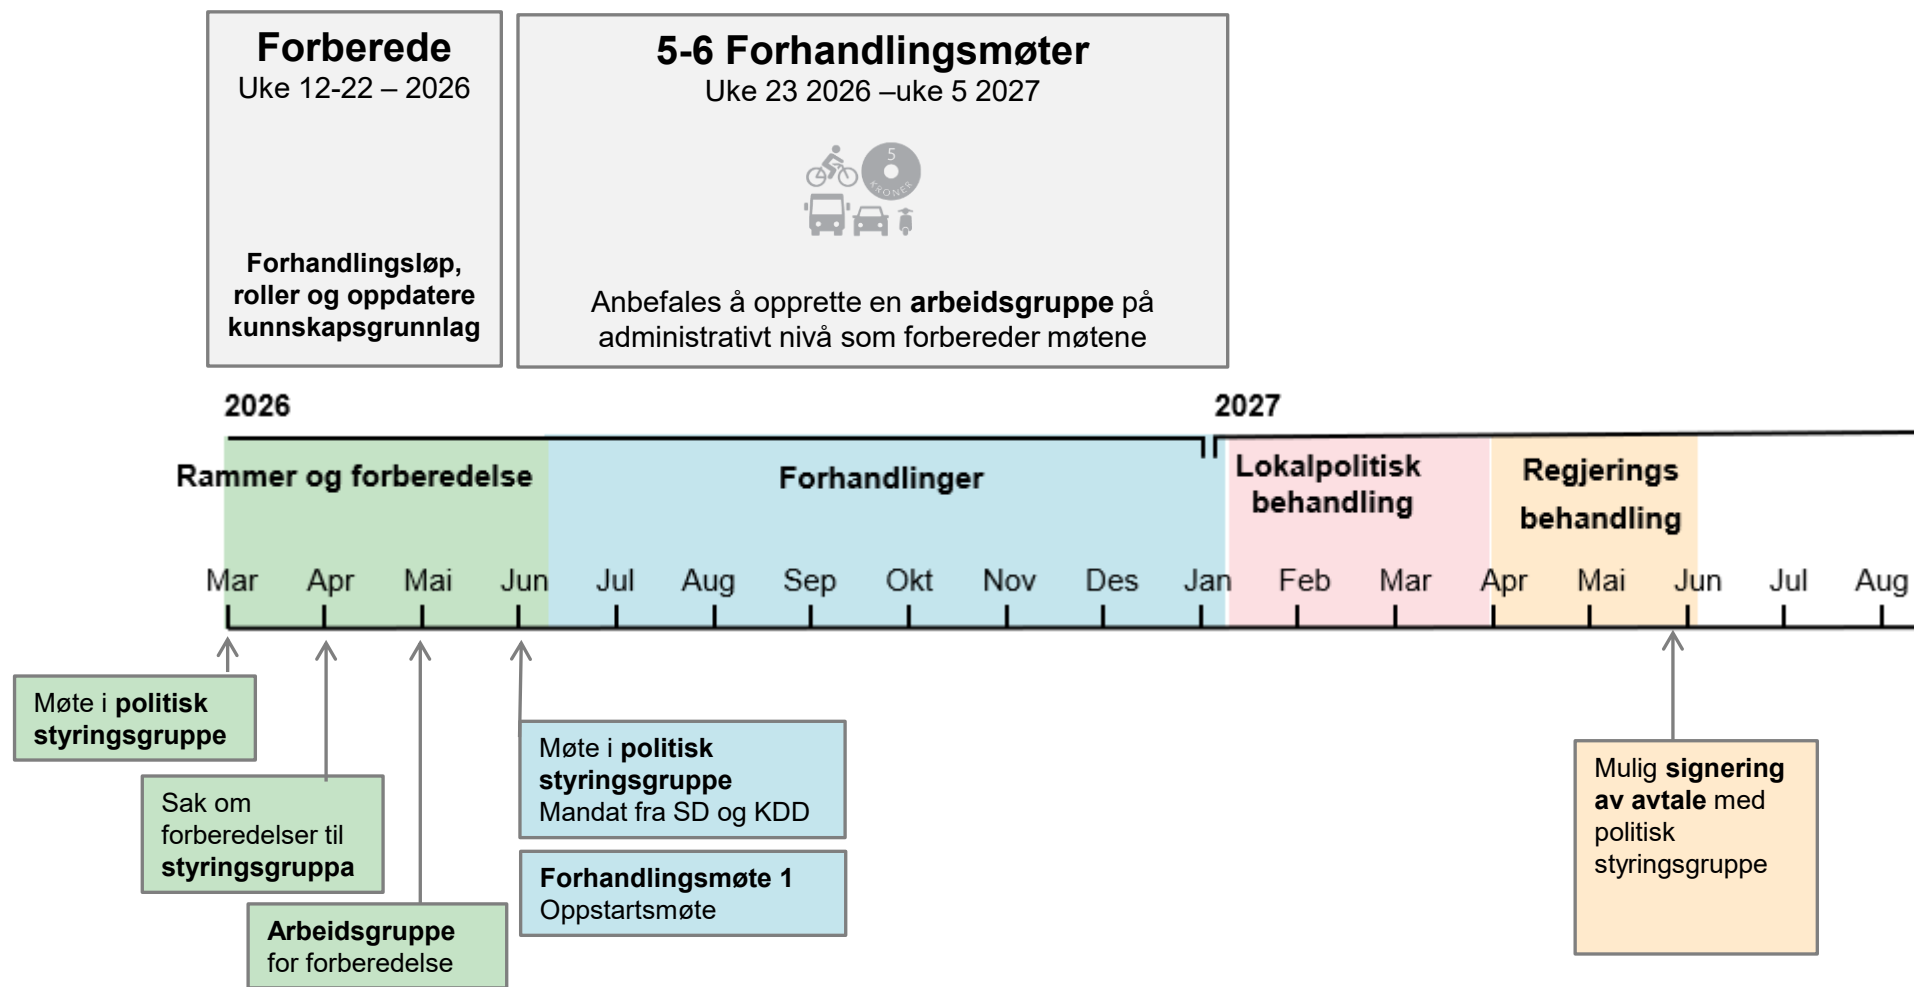 Forberede
Uke 12-22 – 2026
Forhandlingsløp,
roller og oppdatere
kunnskapsgrunnlag
5-6 Forhandlingsmøter
Uke 23 2026 –uke 5 2027
5
KRONER
Anbefales å opprette en arbeidsgruppe på
administrativt nivå som forbereder møtene
2026
2027
Rammer og forberedelse
Forhandlinger
Lokalpolitisk
behandling
Regjerings
behandling
Mar Apr Mai Jun Jul Aug Sep Okt Nov Des Jan Feb Mar Apr Mai Jun Jul Aug
Møte i politisk
styringsgruppe
Sak om
forberedelser til
styringsgruppa
Arbeidsgruppe
for forberedelse
Møte i politisk
styringsgruppe
Mandat fra SD og KDD
Forhandlingsmøte 1
Oppstartsmøte
Mulig signering
av avtale med
politisk
styringsgruppe